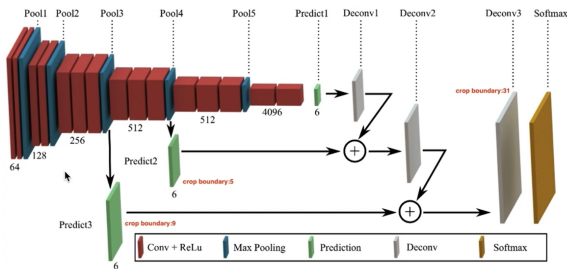 Pool1 Pool2 Pool3 Pool4 Pool5 Predict1 Deconv1 Deconv2 Deconv3 Softmax
crop boundary:31
64
128
256
512
512
4096
6
Predict2
6
crop boundary:5
Predict3
6
crop boundary:9
Conv + ReLu Max Pooling Prediction Deconv Softmax